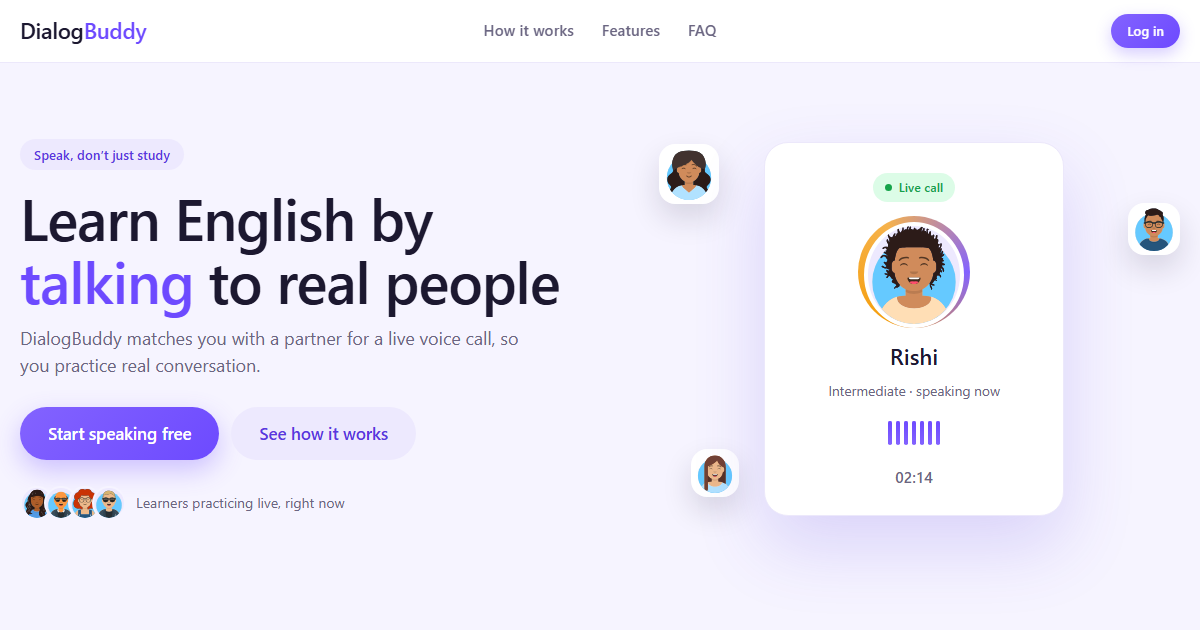 DialogBuddy
How it works
Features
FAQ
Log in
Speak, don’t just study
Learn English by
talking to real people
DialogBuddy matches you with a partner for a live voice call, so
you practice real conversation.
Start speaking free
See how it works
Learners practicing live, right now
Live call
Rishi
Intermediate · speaking now
02:14